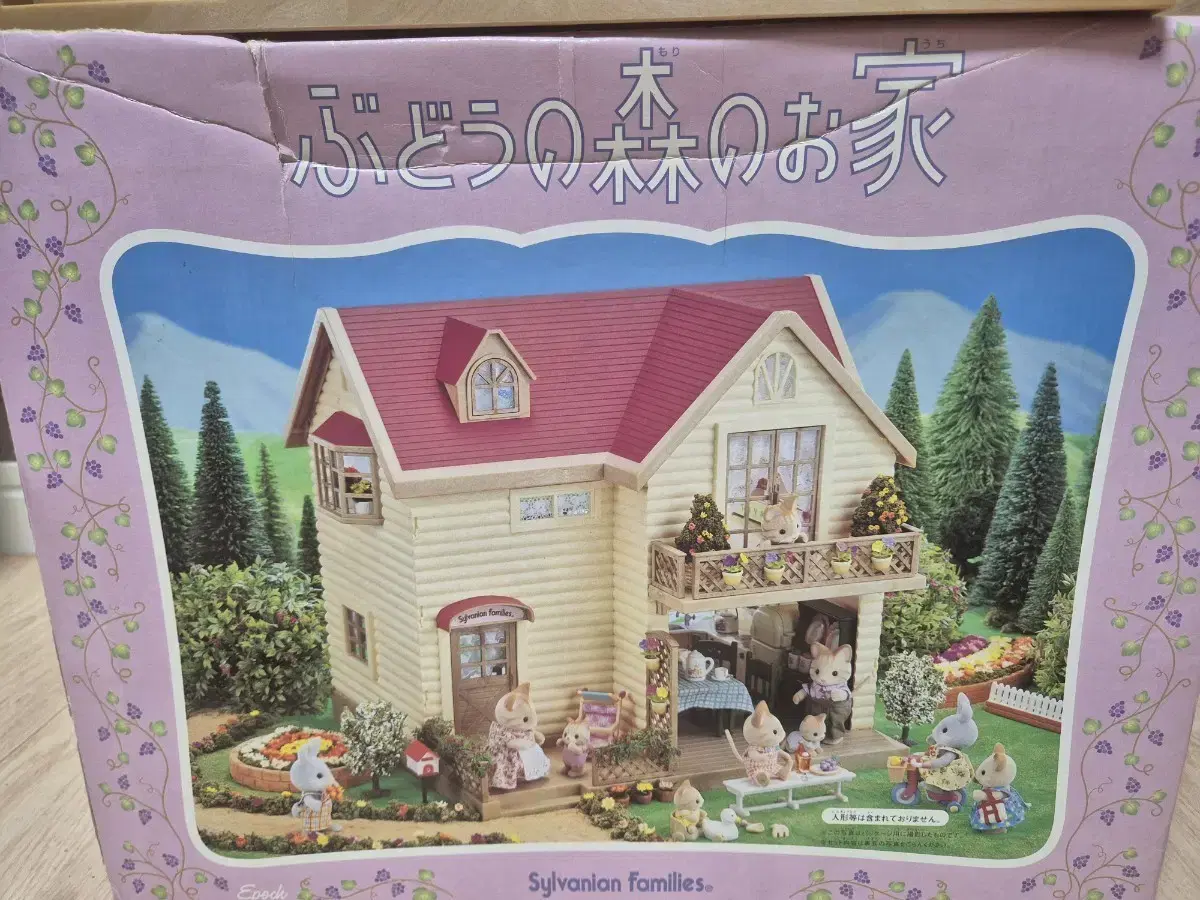 ぶどうの森のお家
もり
うち
Sylvanian Families®
人形等は含まれておりません。
Epoch
Sylvanian Families®